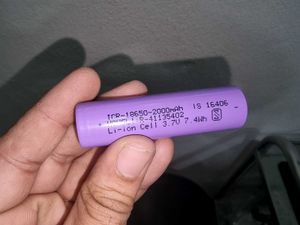 ICR-18650-2000mAh IS 16406 -
R-41135402
Li-ion Cell 3.7V 7.4Wh